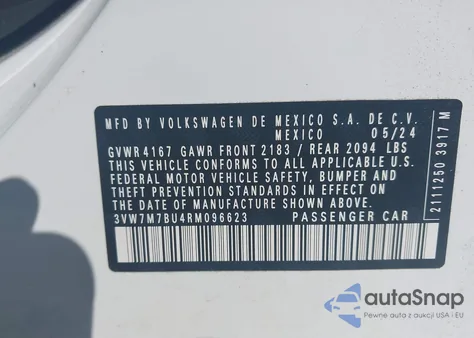 MFD BY VOLKSWAGEN DE MEXICO S.A. DE C.V.
MEXICO 05/24
GVWR 4167 GAWR FRONT 2183 / REAR 2094 LBS
THIS VEHICLE CONFORMS TO ALL APPLICABLE U.S.
FEDERAL MOTOR VEHICLE SAFETY, BUMPER AND
THEFT PREVENTION STANDARDS IN EFFECT ON THE
DATE OF MANUFACTURE SHOWN ABOVE.
3VW7M7BU4RM096623 PASSENGER CAR
2111250 3917 M
autoSnap
Pewne auta z aukcji USA i EU